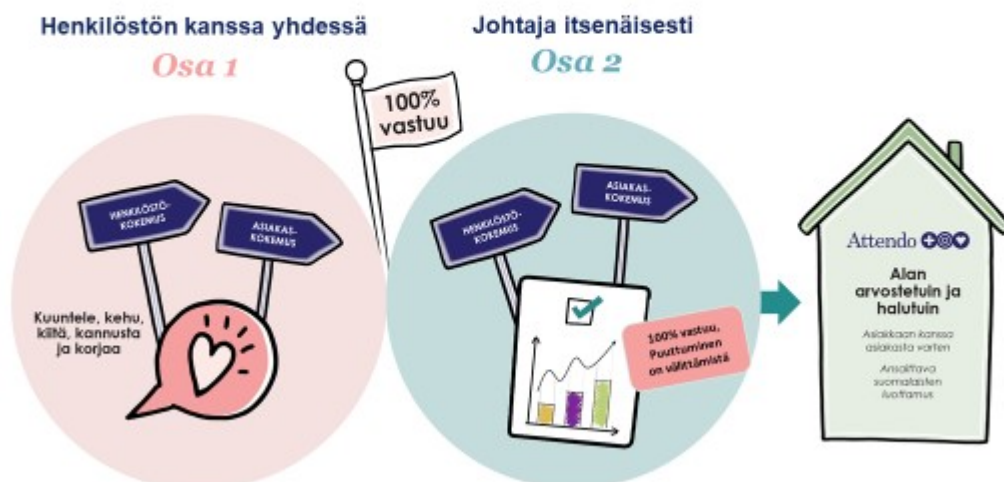 Henkilöstön kanssa yhdessä
Osa 1
HENKILÖSTÖ-
KOKEMUS
ASIAKAS-
KOKEMUS
Kuuntele, kehu,
kiitä, kannusta
ja korjaa
100%
vastuu
Johtaja itsenäisesti
Osa 2
HENKILÖSTÖ-
KOKEMUS
ASIAKAS-
KOKEMUS
100% vastuu,
Puuttuminen
on välittämistä
Attendo
Alan
arvostetuin ja
halutuin
Asiakkaan kanssa
asiakasta varten
Ansaittava
suomalaisten
luottamus